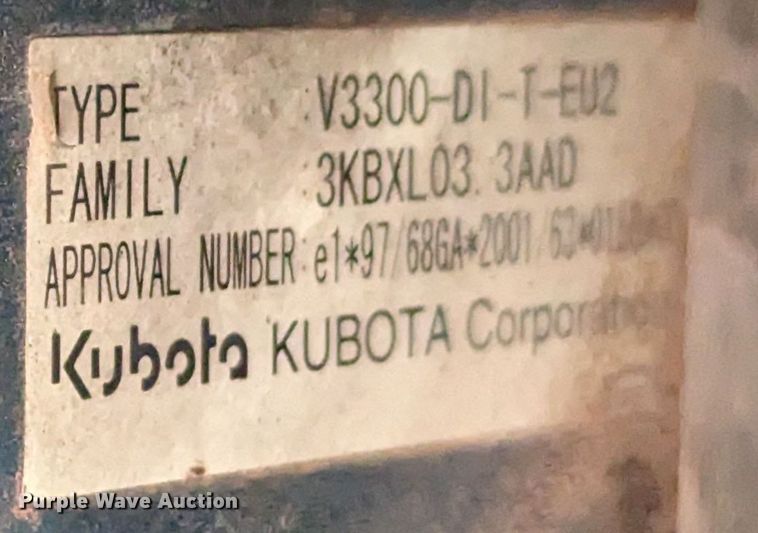 TYPE :V3300-DI-T-EU2
FAMILY :3KBXL03.3AAD
APPROVAL NUMBER:e1*97/68GA*2001/63*
Kubota KUBOTA Corporation
Purple Wave Auction